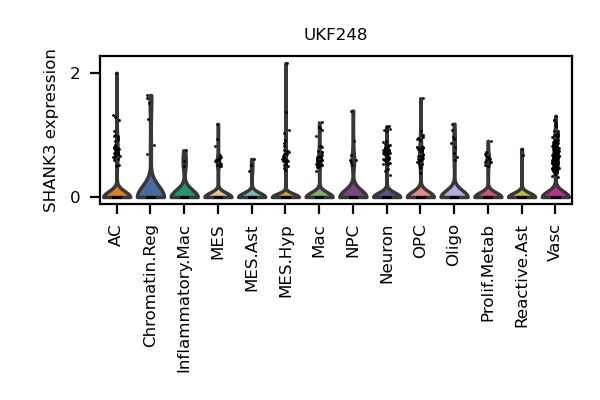 UKF248
SHANK3 expression
2
0
AC
Chromatin.Reg
Inflammatory.Mac
MES
MES.Ast
MES.Hyp
Mac
NPC
Neuron
OPC
Oligo
Prolif.Metab
Reactive.Ast
Vasc